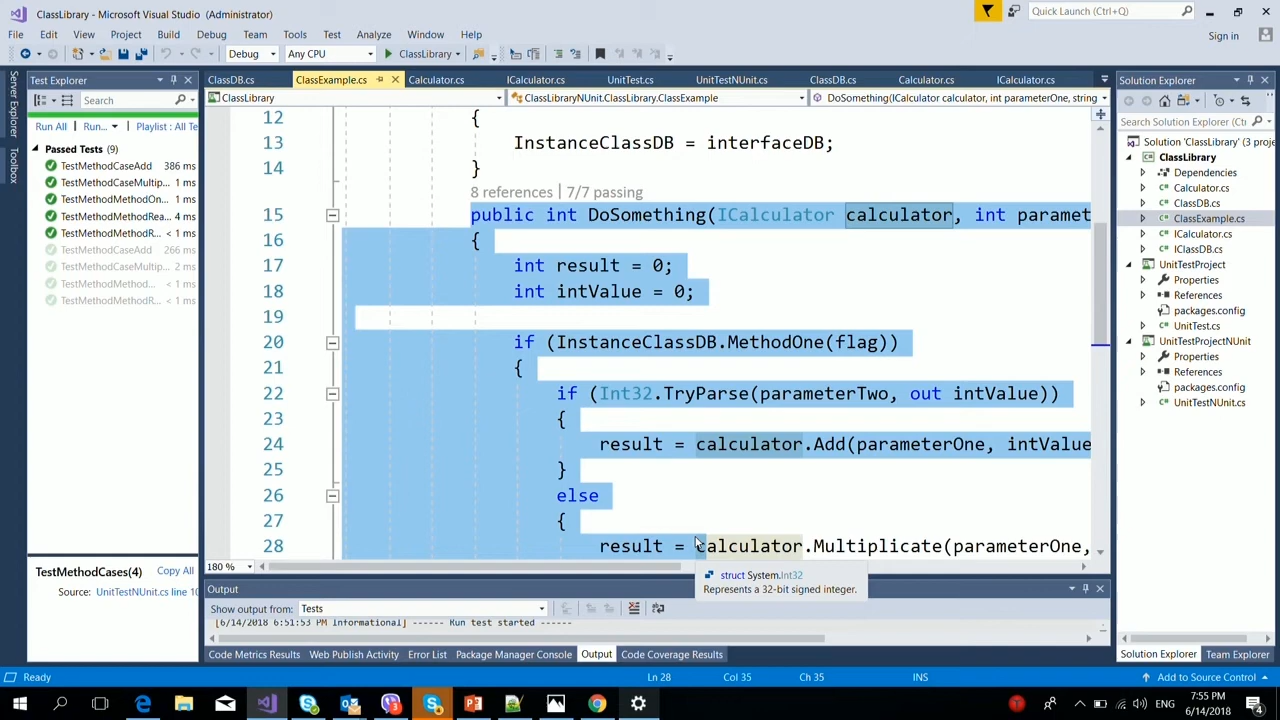 ClassLibrary - Microsoft Visual Studio (Administrator)
Quick Launch (Ctrl+Q)
File Edit View Project Build Debug Team Tools Test Analyze Window Help
Sign in
Debug Any CPU ClassLibrary
Server Explorer
Toolbox
Test Explorer
Search
Run All Run... Playlist : All Te
Passed Tests (9)
TestMethodCaseAdd 386 ms
TestMethodCaseMultip... 1 ms
TestMethodMethodOn... 1 ms
TestMethodMethodRea... 4 ms
TestMethodMethodR... < 1 ms
TestMethodCaseAdd 266 ms
TestMethodCaseMultip... 2 ms
TestMethodMethod... < 1 ms
TestMethodMethodR... < 1 ms
TestMethodCases(4) Copy All
Source: UnitTestNUnit.cs line 10
ClassDB.cs ClassExample.cs Calculator.cs ICalculator.cs UnitTest.cs UnitTestNUnit.cs ClassDB.cs Calculator.cs ICalculator.cs
ClassLibrary ClassLibraryNUnit.ClassLibrary.ClassExample DoSomething(ICalculator calculator, int parameterOne, string
12 {
13 InstanceClassDB = interfaceDB;
14 }
8 references | 7/7 passing
15 public int DoSomething(ICalculator calculator, int paramet
16 {
17 int result = 0;
18 int intValue = 0;
19
20 if (InstanceClassDB.MethodOne(flag))
21 {
22 if (Int32.TryParse(parameterTwo, out intValue))
23 {
24 result = calculator.Add(parameterOne, intValue
25 }
26 else
27 {
28 result = calculator.Multiplicate(parameterOne,
struct System.Int32
Represents a 32-bit signed integer.
180 %
Output
Show output from: Tests
[6/14/2018 6:51:53 PM Informational] ------ Run test started ------
Code Metrics Results Web Publish Activity Error List Package Manager Console Output Code Coverage Results
Solution Explorer
Search Solution Explorer (Ctrl
Solution 'ClassLibrary' (3 proje
ClassLibrary
Dependencies
Calculator.cs
ClassDB.cs
ClassExample.cs
ICalculator.cs
IClassDB.cs
UnitTestProject
Properties
References
packages.config
UnitTest.cs
UnitTestProjectNUnit
Properties
References
packages.config
UnitTestNUnit.cs
Solution Explorer Team Explorer
Ready Ln 28 Col 35 Ch 35 INS Add to Source Control
ENG
7:55 PM
6/14/2018